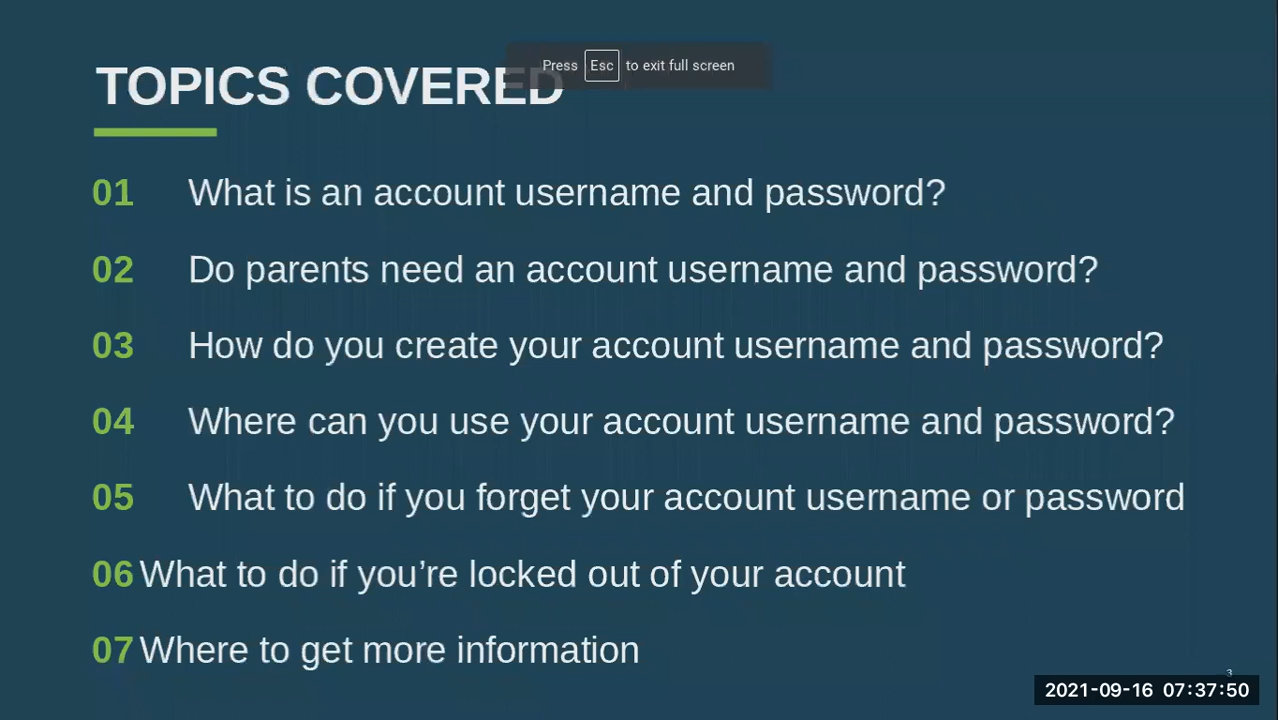 Press Esc to exit full screen
TOPICS COVERED
01 What is an account username and password?
02 Do parents need an account username and password?
03 How do you create your account username and password?
04 Where can you use your account username and password?
05 What to do if you forget your account username or password
06 What to do if you’re locked out of your account
07 Where to get more information
3
2021-09-16 07:37:50